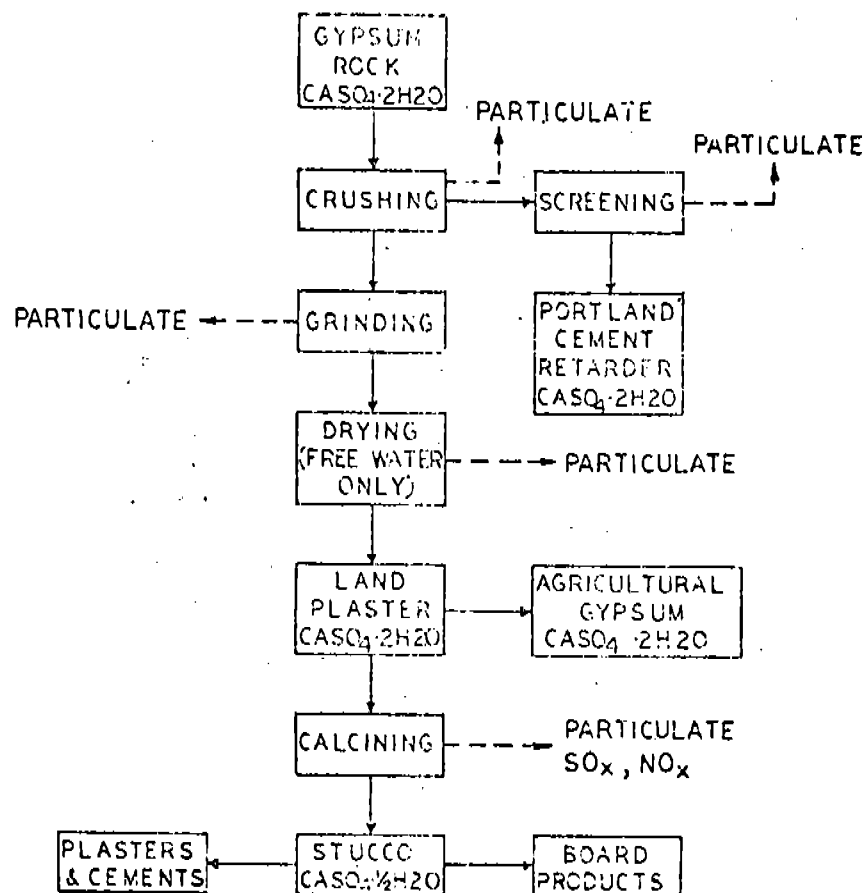 GYPSUM
ROCK
CASO4·2H2O
PARTICULATE
PARTICULATE
CRUSHING
SCREENING
PARTICULATE
GRINDING
PORTLAND
CEMENT
RETARDER
CASO4·2H2O
DRYING
(FREE WATER
ONLY)
PARTICULATE
LAND
PLASTER
CASO4·2H2O
AGRICULTURAL
GYPSUM
CASO4·2H2O
CALCINING
PARTICULATE
SOx, NOx
PLASTERS
& CEMENTS
STUCCO
CASO4·½H2O
BOARD
PRODUCTS